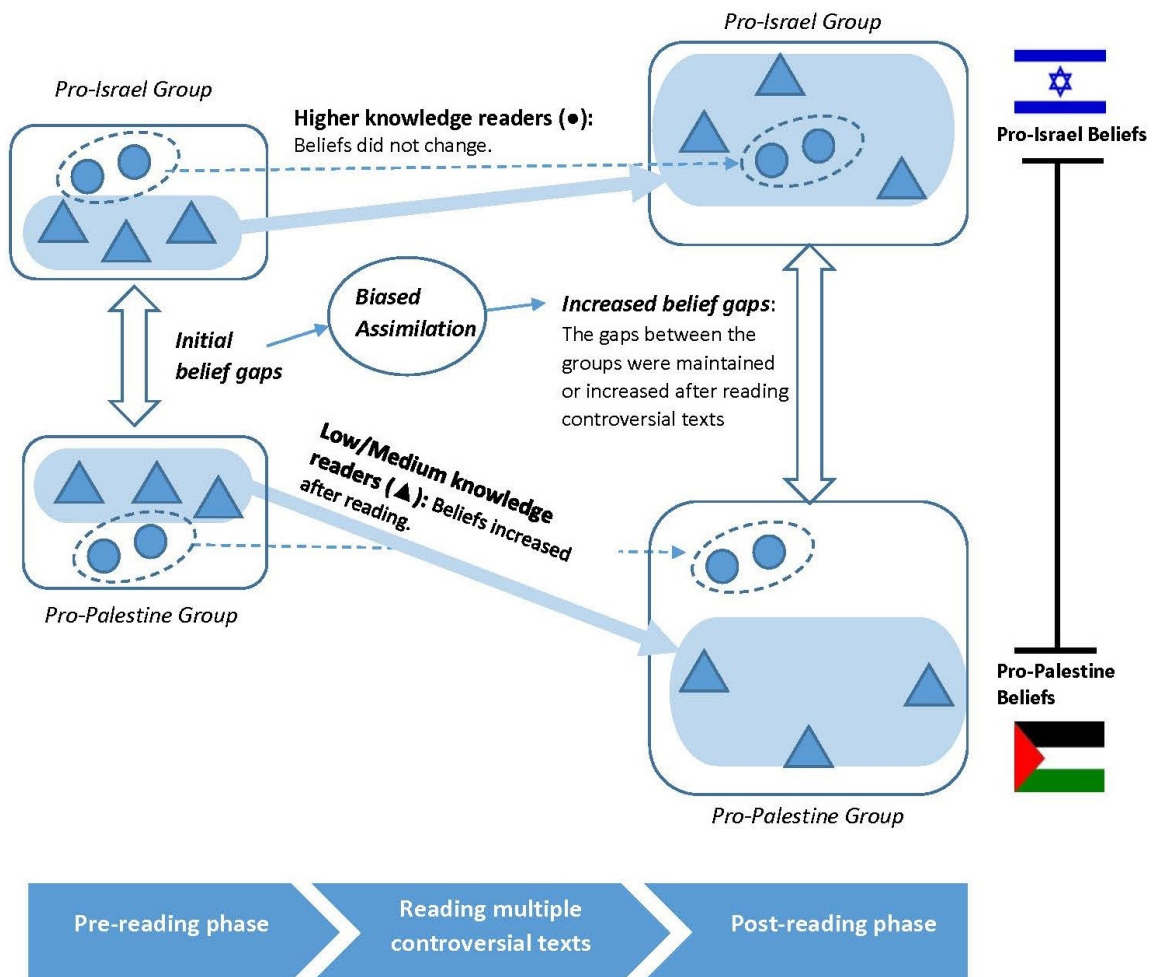 Pro-Israel Group
Pro-Israel Group
Higher knowledge readers (●):
Beliefs did not change.
Pro-Israel Beliefs
Initial
belief gaps
Biased
Assimilation
Increased belief gaps:
The gaps between the
groups were maintained
or increased after reading
controversial texts
Low/Medium knowledge
readers (▲): Beliefs increased
after reading.
Pro-Palestine Group
Pro-Palestine
Beliefs
Pro-Palestine Group
Pre-reading phase
Reading multiple
controversial texts
Post-reading phase